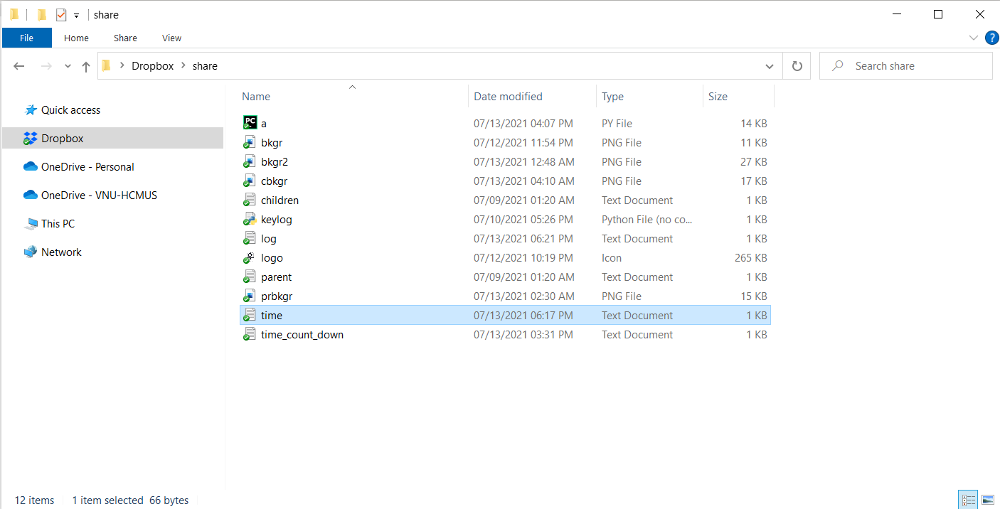 share
File Home Share View ?
Dropbox share
Search share
Quick access
Dropbox
OneDrive - Personal
OneDrive - VNU-HCMUS
This PC
Network
Name Date modified Type Size
PC a 07/13/2021 04:07 PM PY File 14 KB
bkgr 07/12/2021 11:54 PM PNG File 11 KB
bkgr2 07/13/2021 12:48 AM PNG File 27 KB
cbkgr 07/13/2021 04:10 AM PNG File 17 KB
children 07/09/2021 01:20 AM Text Document 1 KB
keylog 07/10/2021 05:26 PM Python File (no co... 1 KB
log 07/13/2021 06:21 PM Text Document 1 KB
logo 07/12/2021 10:19 PM Icon 265 KB
parent 07/09/2021 01:20 AM Text Document 1 KB
prbkgr 07/13/2021 02:30 AM PNG File 15 KB
time 07/13/2021 06:17 PM Text Document 1 KB
time_count_down 07/13/2021 03:31 PM Text Document 1 KB
12 items 1 item selected 66 bytes